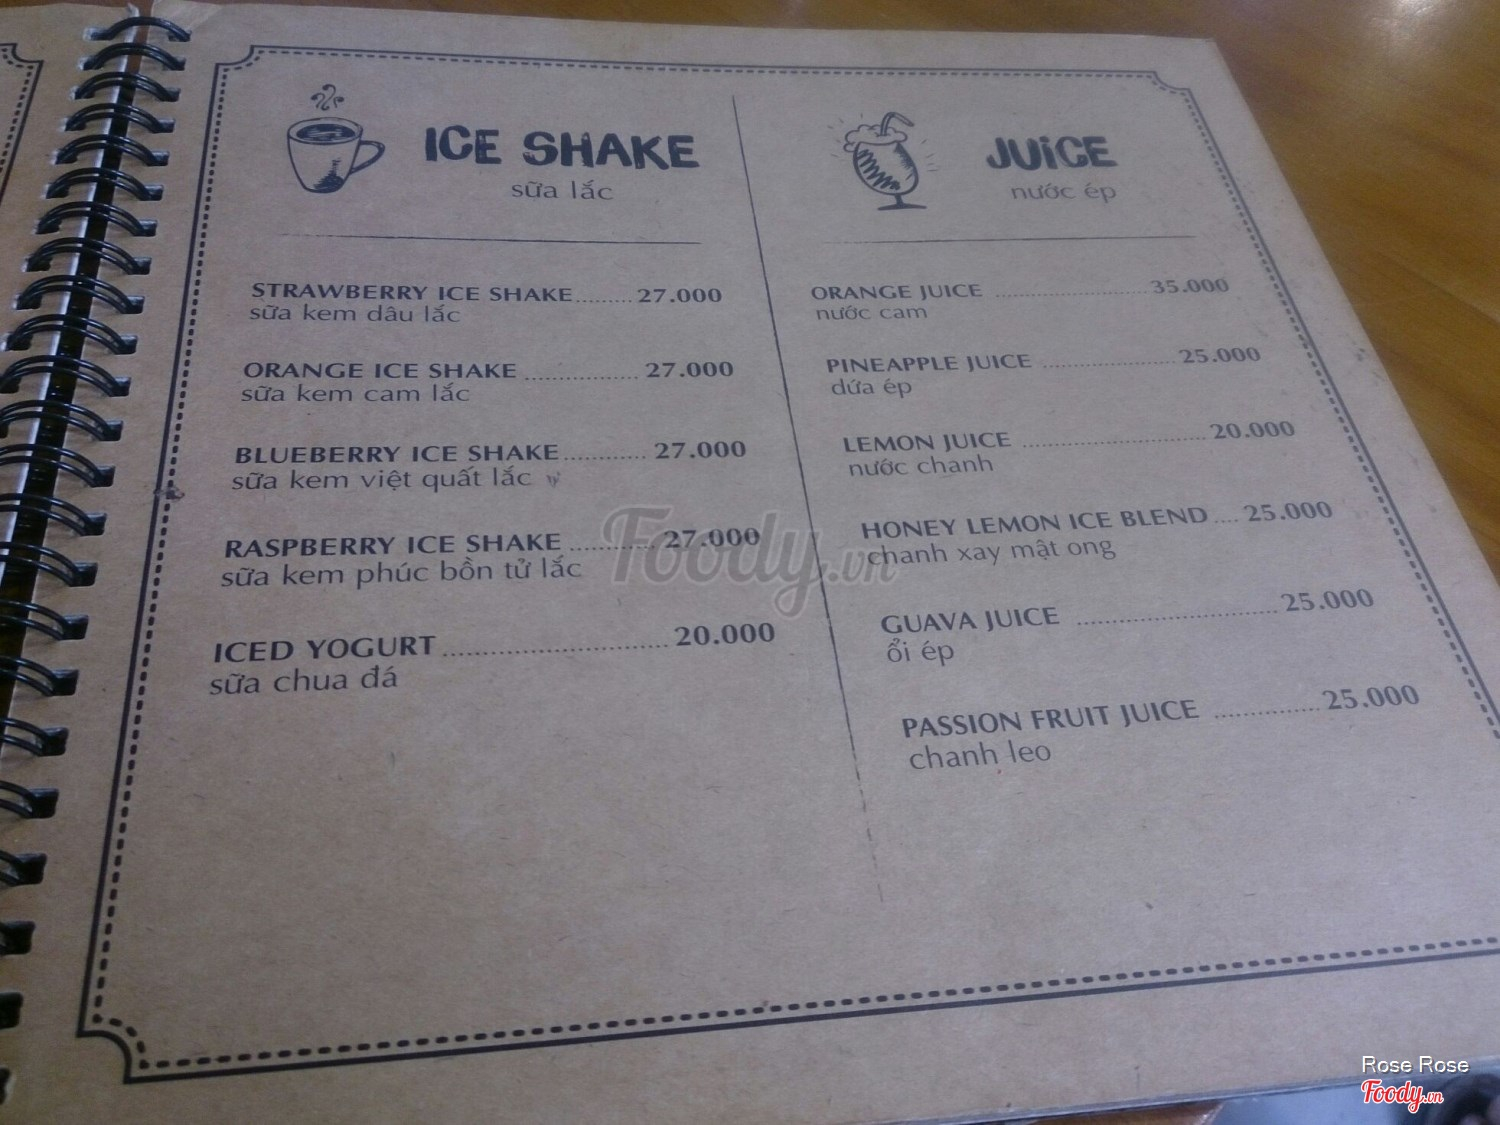 ICE SHAKE
sữa lắc
STRAWBERRY ICE SHAKE......... 27.000
sữa kem dâu lắc
ORANGE ICE SHAKE .................. 27.000
sữa kem cam lắc
BLUEBERRY ICE SHAKE............. 27.000
sữa kem việt quất lắc
RASPBERRY ICE SHAKE ............. 27.000
sữa kem phúc bồn tử lắc
ICED YOGURT ................................ 20.000
sữa chua đá
JUiCE
nước ép
ORANGE JUICE ........................... 35.000
nước cam
PINEAPPLE JUICE ....................... 25.000
dứa ép
LEMON JUICE ............................... 20.000
nước chanh
HONEY LEMON ICE BLEND .... 25.000
chanh xay mật ong
GUAVA JUICE ............................... 25.000
ổi ép
PASSION FRUIT JUICE ................ 25.000
chanh leo
Foody.vn
Rose Rose
Foody.vn